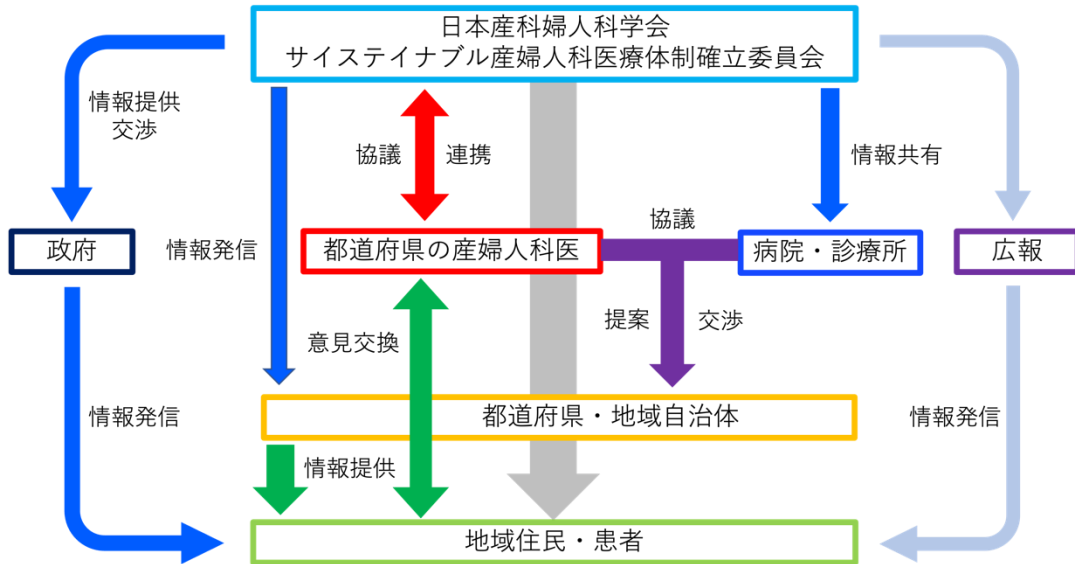 日本産科婦人科学会
サイステイナブル産婦人科医療体制確立委員会
情報提供
交渉
協議
連携
情報共有
協議
政府
情報発信
都道府県の産婦人科医
病院・診療所
広報
提案
交渉
意見交換
情報発信
都道府県・地域自治体
情報発信
情報提供
地域住民・患者